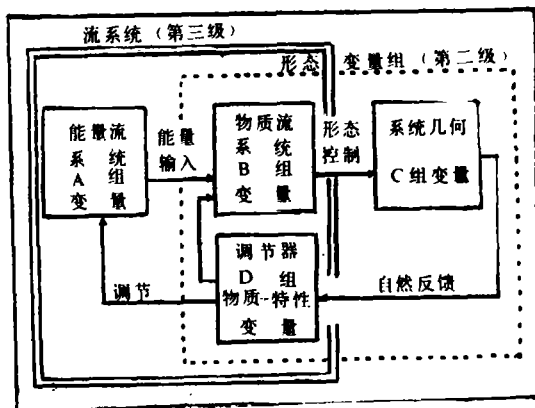 流系统（第三级）
形态 变量组（第二级）
能量流
系 统
A 组
变 量
能量
输入
物质流
系 统
B 组
变 量
形态
控制
系统几何
C组变量
调节器
D 组
物质-特性
变 量
调节
自然反馈